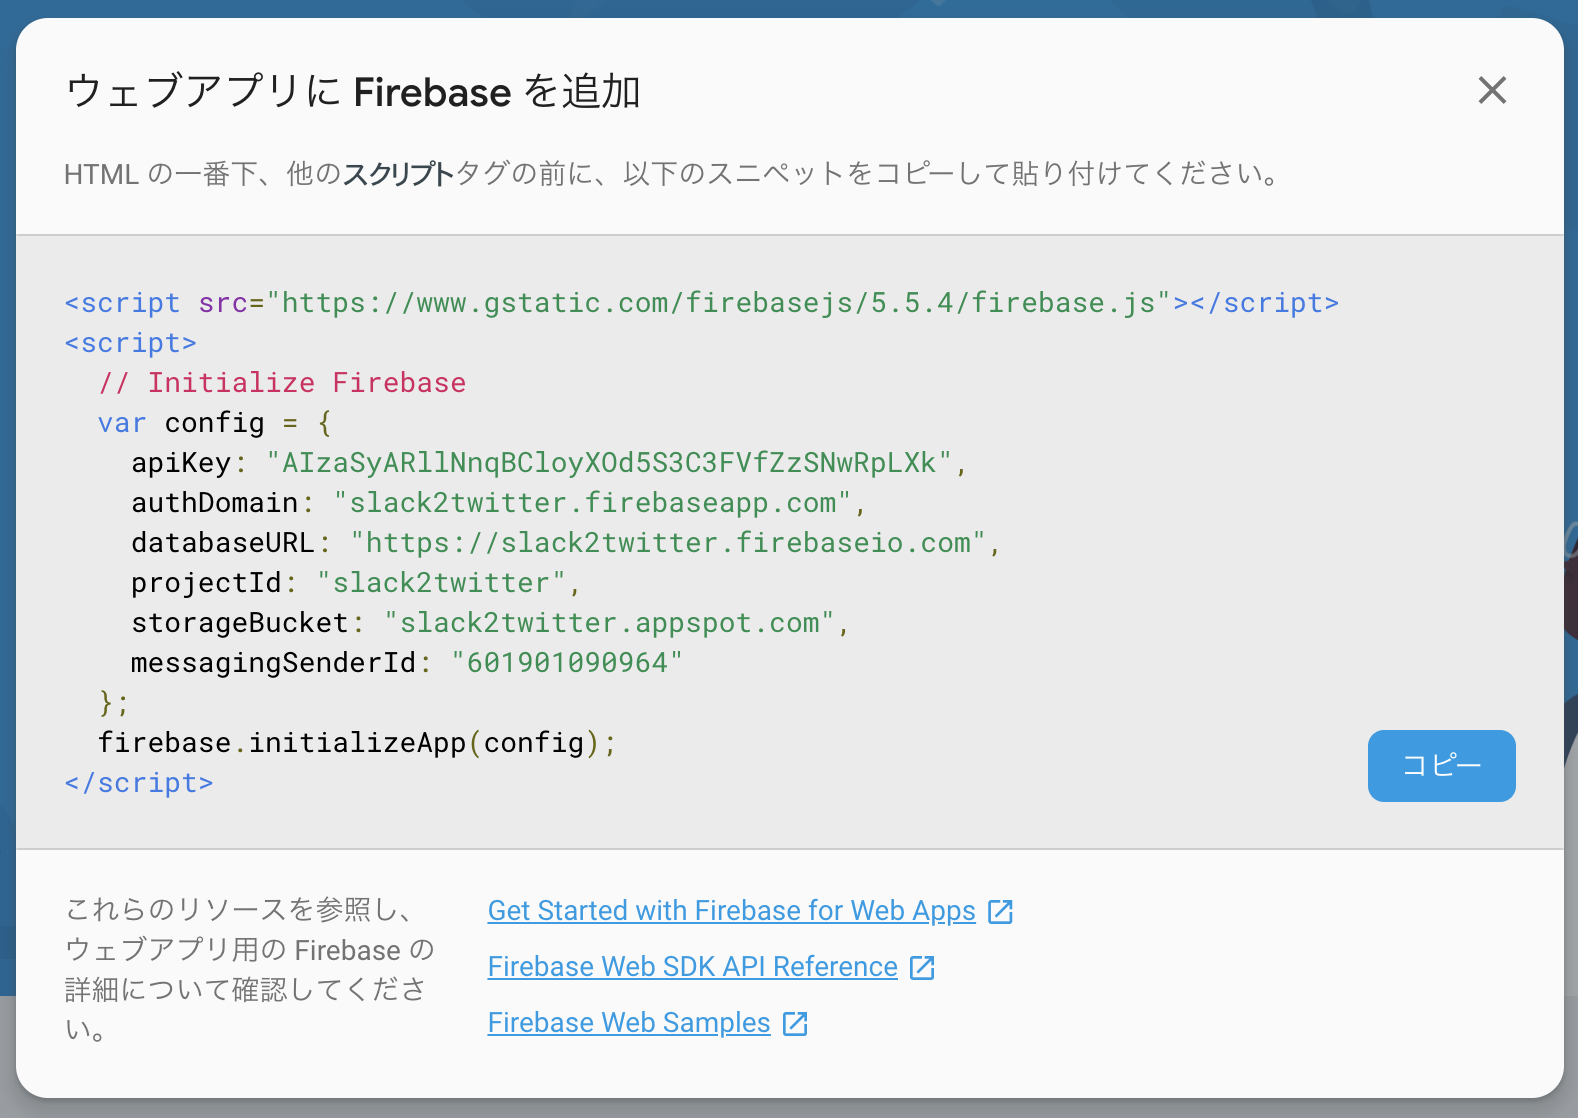 ウェブアプリに Firebase を追加
HTML の一番下、他のスクリプトタグの前に、以下のスニペットをコピーして貼り付けてください。
<script src="https://www.gstatic.com/firebasejs/5.5.4/firebase.js"></script>
<script>
  // Initialize Firebase
  var config = {
    apiKey: "AIzaSyARllNnqBCloyXOd5S3C3FVfZzSNwRpLXk",
    authDomain: "slack2twitter.firebaseapp.com",
    databaseURL: "https://slack2twitter.firebaseio.com",
    projectId: "slack2twitter",
    storageBucket: "slack2twitter.appspot.com",
    messagingSenderId: "601901090964"
  };
  firebase.initializeApp(config);
</script>
コピー
これらのリソースを参照し、
ウェブアプリ用の Firebase の
詳細について確認してくださ
い。
Get Started with Firebase for Web Apps
Firebase Web SDK API Reference
Firebase Web Samples